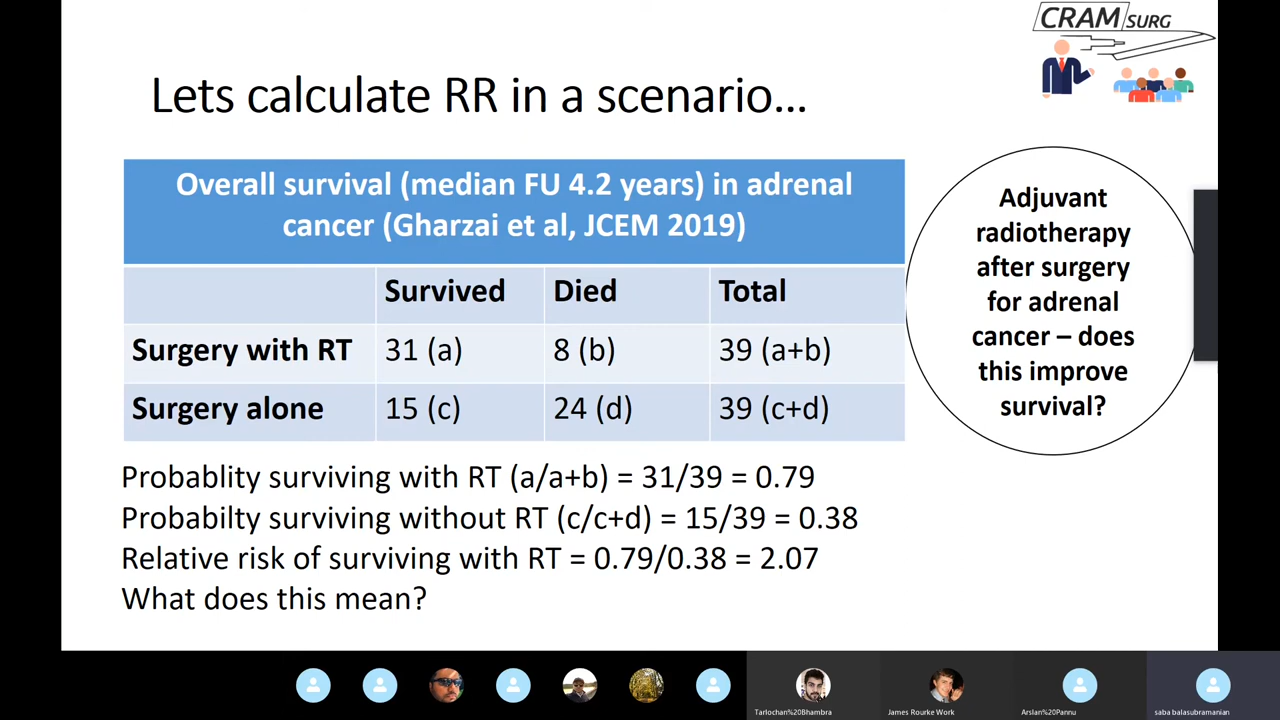 CRAMSURG
Lets calculate RR in a scenario...
Overall survival (median FU 4.2 years) in adrenal
cancer (Gharzai et al, JCEM 2019)
Survived Died Total
Surgery with RT 31 (a) 8 (b) 39 (a+b)
Surgery alone 15 (c) 24 (d) 39 (c+d)
Adjuvant
radiotherapy
after surgery
for adrenal
cancer – does
this improve
survival?
Probablity surviving with RT (a/a+b) = 31/39 = 0.79
Probabilty surviving without RT (c/c+d) = 15/39 = 0.38
Relative risk of surviving with RT = 0.79/0.38 = 2.07
What does this mean?
Tarlochan%20Bhambra
James Rourke Work
Arslan%20Pannu
saba balasubramanian